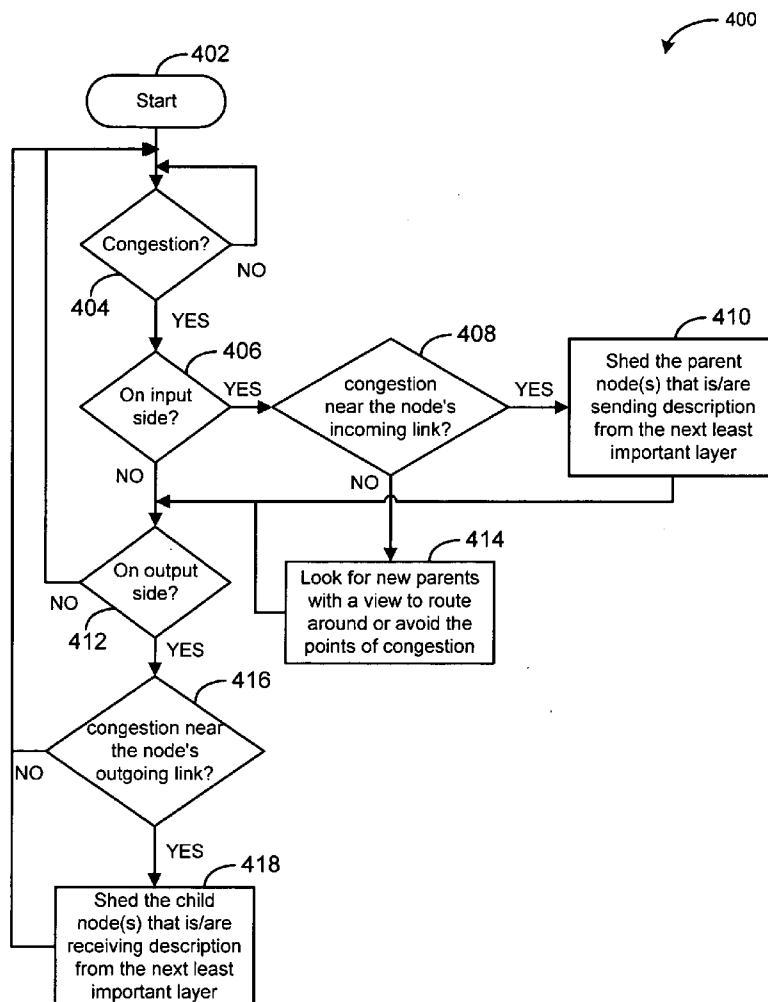 400
402
Start
Congestion?
NO
404
YES
406
On input
side?
YES
NO
408
congestion
near the node's
incoming link?
YES
NO
410
Shed the parent
node(s) that is/are
sending description
from the next least
important layer
414
Look for new parents
with a view to route
around or avoid the
points of congestion
On output
side?
NO
412
YES
416
congestion near
the node's
outgoing link?
NO
YES
418
Shed the child
node(s) that is/are
receiving description
from the next least
important layer